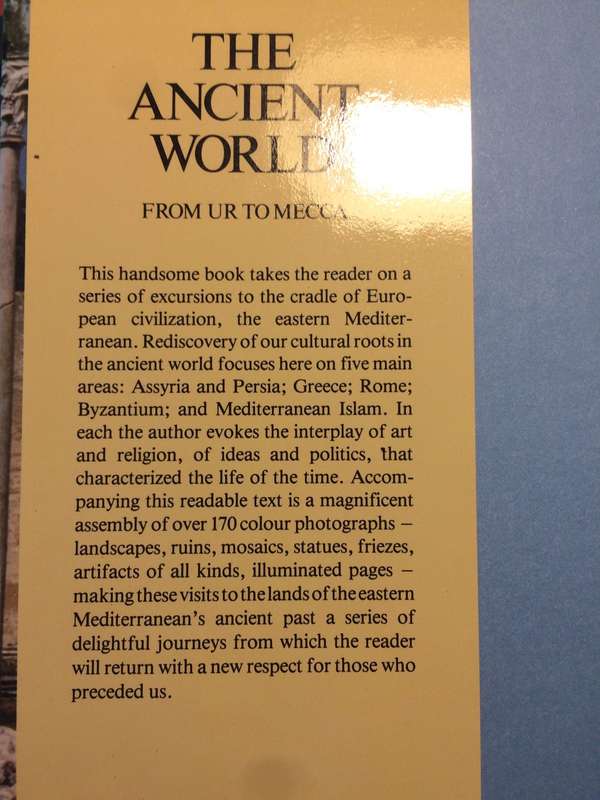 THE
ANCIENT
WORLD
FROM UR TO MECCA
This handsome book takes the reader on a
series of excursions to the cradle of Euro-
pean civilization, the eastern Mediter-
ranean. Rediscovery of our cultural roots in
the ancient world focuses here on five main
areas: Assyria and Persia; Greece; Rome;
Byzantium; and Mediterranean Islam. In
each the author evokes the interplay of art
and religion, of ideas and politics, that
characterized the life of the time. Accom-
panying this readable text is a magnificent
assembly of over 170 colour photographs –
landscapes, ruins, mosaics, statues, friezes,
artifacts of all kinds, illuminated pages –
making these visits to the lands of the eastern
Mediterranean's ancient past a series of
delightful journeys from which the reader
will return with a new respect for those who
preceded us.